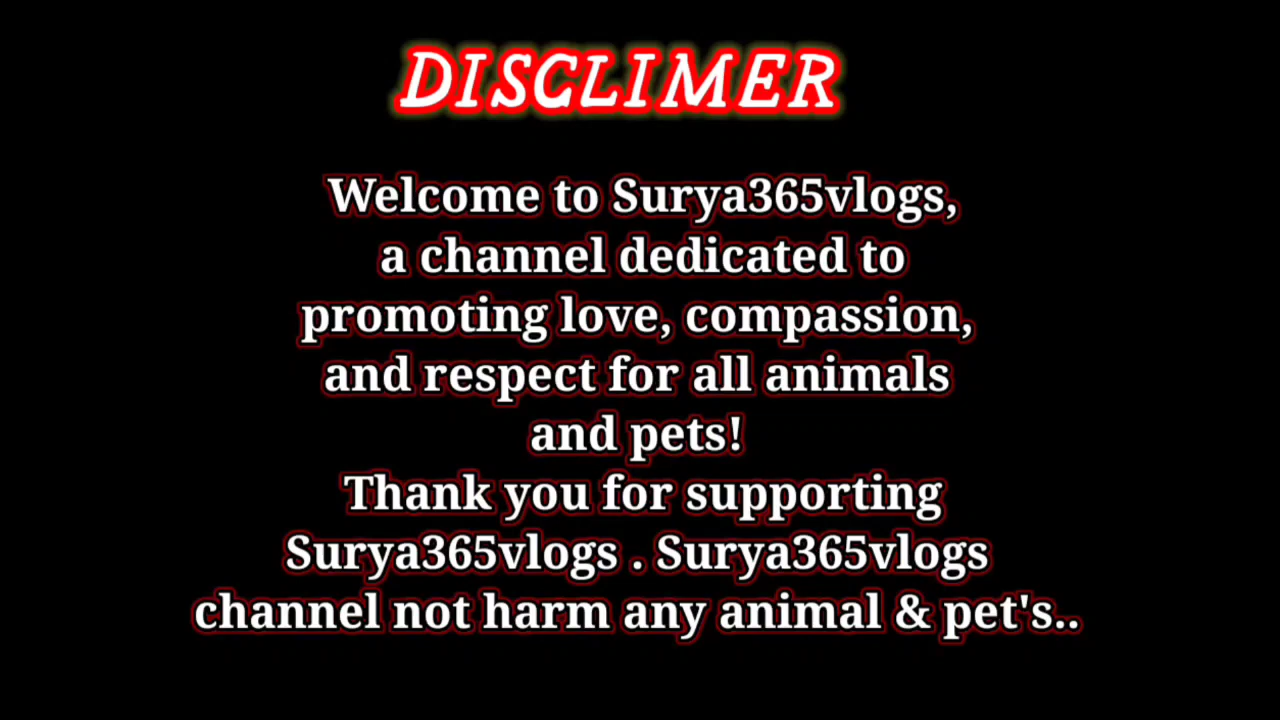 DISCLIMER
Welcome to Surya365vlogs,
a channel dedicated to
promoting love, compassion,
and respect for all animals
and pets!
Thank you for supporting
Surya365vlogs . Surya365vlogs
channel not harm any animal & pet's..